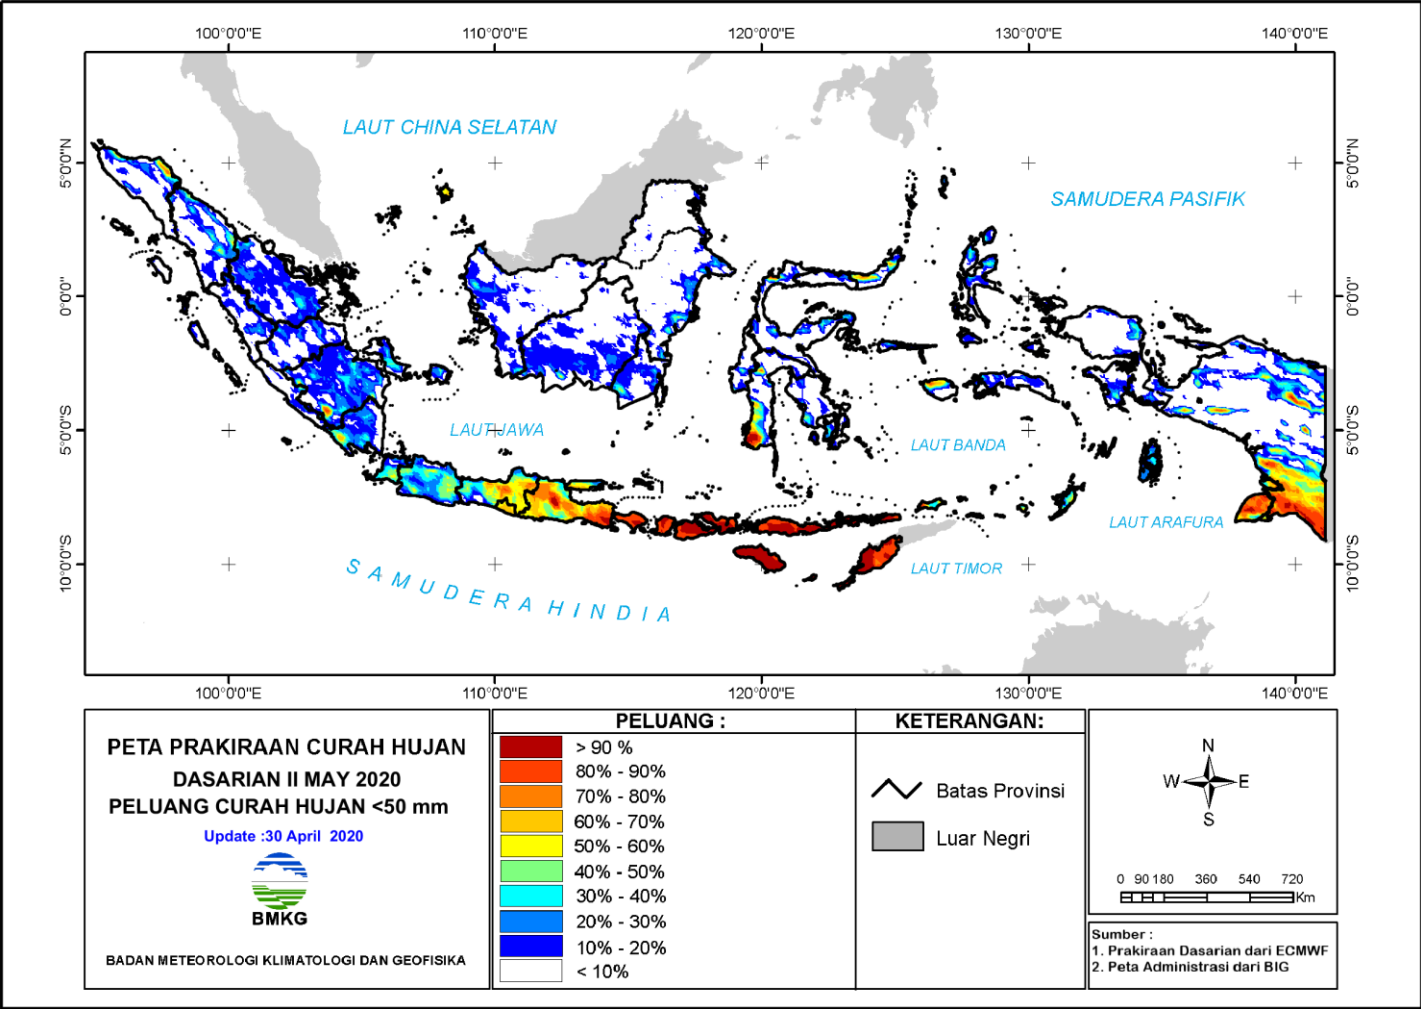 100°0'0"E 110°0'0"E 120°0'0"E 130°0'0"E 140°0'0"E
5°0'0"N
0°0'0"
5°0'0"S
10°0'0"S
LAUT CHINA SELATAN
SAMUDERA PASIFIK
LAUT JAWA
LAUT BANDA
LAUT ARAFURA
LAUT TIMOR
SAMUDERA HINDIA
5°0'0"N
0°0'0"
5°0'0"S
10°0'0"S
100°0'0"E 110°0'0"E 120°0'0"E 130°0'0"E 140°0'0"E
PETA PRAKIRAAN CURAH HUJAN
DASARIAN II MAY 2020
PELUANG CURAH HUJAN <50 mm
Update :30 April 2020
BMKG
BADAN METEOROLOGI KLIMATOLOGI DAN GEOFISIKA
PELUANG :
> 90 %
80% - 90%
70% - 80%
60% - 70%
50% - 60%
40% - 50%
30% - 40%
20% - 30%
10% - 20%
< 10%
KETERANGAN:
Batas Provinsi
Luar Negri
N
W E
S
0 90 180 360 540 720
Km
Sumber :
1. Prakiraan Dasarian dari ECMWF
2. Peta Administrasi dari BIG